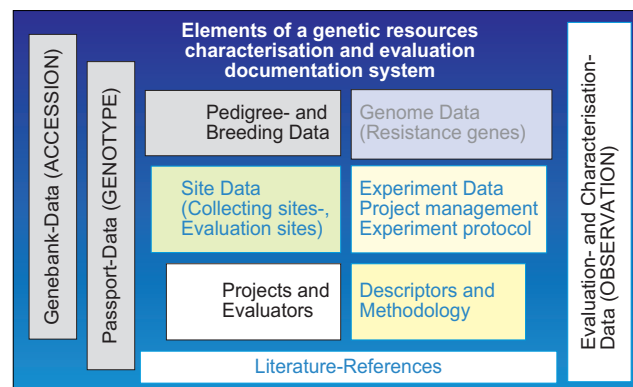 Elements of a genetic resources
characterisation and evaluation
documentation system
Genebank-Data (ACCESSION)
Passport-Data (GENOTYPE)
Pedigree- and
Breeding Data
Genome Data
(Resistance genes)
Site Data
(Collecting sites-,
Evaluation sites)
Experiment Data
Project management
Experiment protocol
Projects and
Evaluators
Descriptors and
Methodology
Literature-References
Evaluation- and Characterisation-
Data (OBSERVATION)